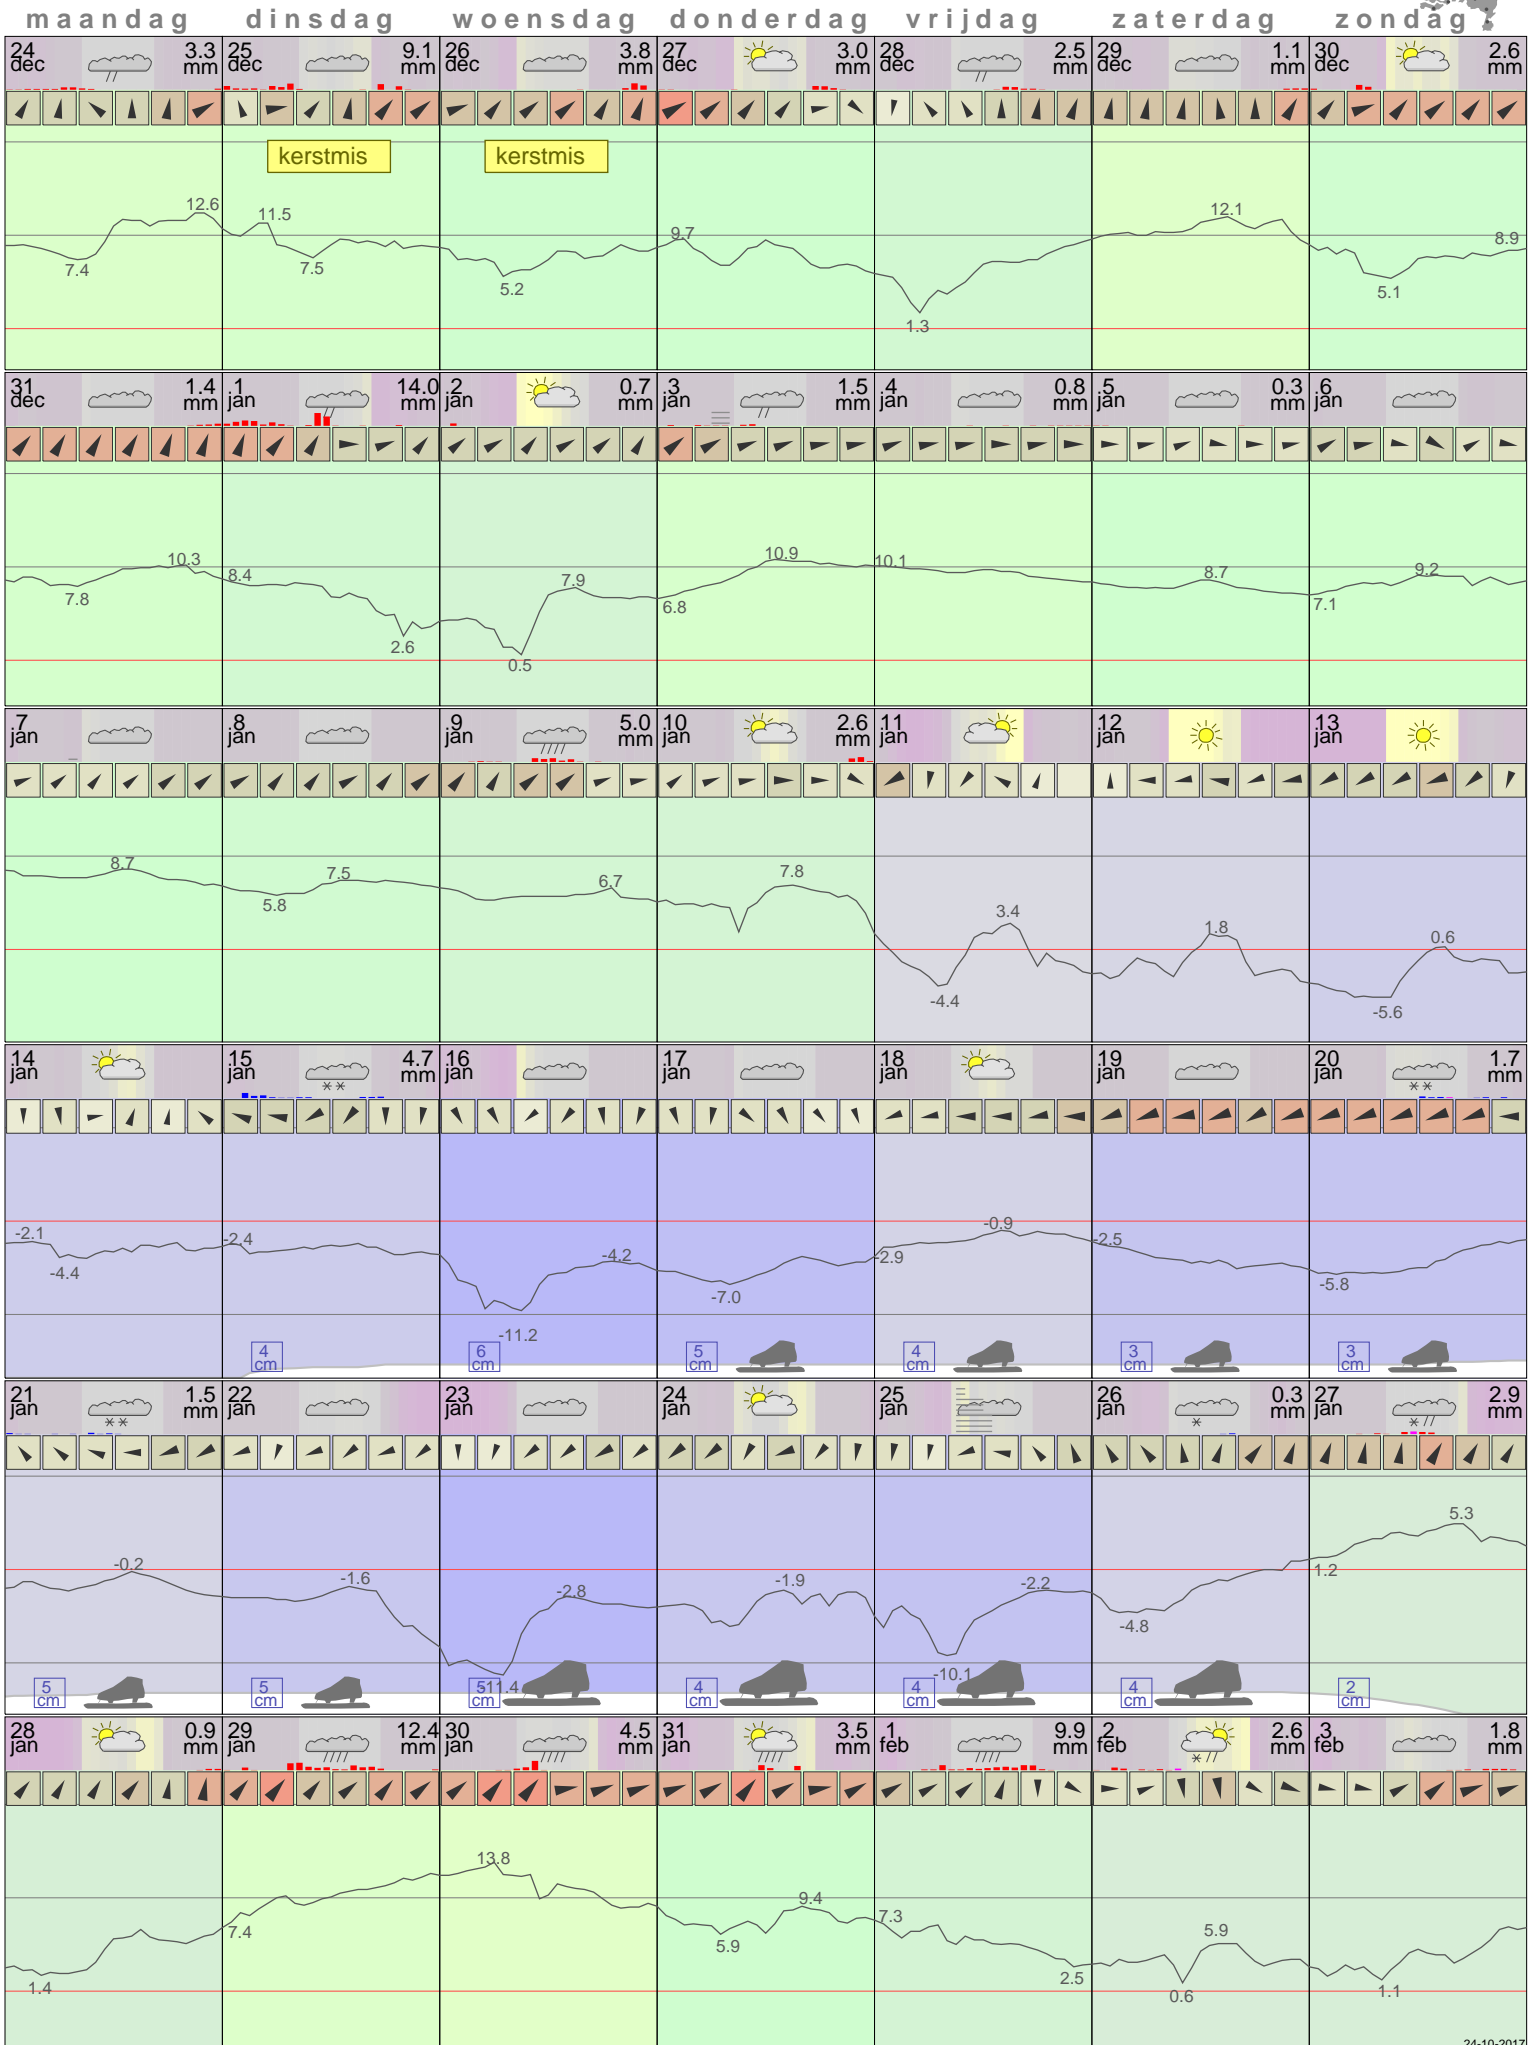 maandag dinsdag woensdag donderdag vrijdag zaterdag zondag
24 dec 3.3 mm 25 dec 9.1 mm 26 dec 3.8 mm 27 dec 3.0 mm 28 dec 2.5 mm 29 dec 1.1 mm 30 dec 2.6 mm
kerstmis kerstmis
12.6 11.5 9.7 12.1 8.9
7.4 7.5 5.2 1.3 5.1
31 dec 1.4 mm .1 jan 14.0 mm .2 jan 0.7 mm .3 jan 1.5 mm .4 jan 0.8 mm .5 jan 0.3 mm .6 jan
10.3 8.4 7.9 10.9 10.1 8.7 9.2
7.8 2.6 0.5 6.8 7.1
.7 jan .8 jan .9 jan 5.0 mm 10 jan 2.6 mm 11 jan 12 jan 13 jan
8.7 7.5 6.7 7.8 3.4 1.8 0.6
5.8 -4.4 -5.6
14 jan 15 jan 4.7 mm 16 jan 17 jan 18 jan 19 jan 20 jan 1.7 mm
-2.1 -2.4 -4.2 -0.9 -2.5
-4.4 -11.2 -7.0 -2.9 -5.8
4 cm 6 cm 5 cm 4 cm 3 cm 3 cm
21 jan 1.5 mm 22 jan 23 jan 24 jan 25 jan 26 jan 0.3 mm 27 jan 2.9 mm
-0.2 -1.6 -2.8 -1.9 -2.2 5.3
-11.4 -10.1 -4.8 1.2
5 cm 5 cm 5 cm 4 cm 4 cm 4 cm 2 cm
28 jan 0.9 mm 29 jan 12.4 mm 30 jan 4.5 mm 31 jan 3.5 mm .1 feb 9.9 mm .2 feb 2.6 mm .3 feb 1.8 mm
13.8 9.4 7.3 5.9
1.4 7.4 5.9 2.5 0.6 1.1
24-10-2017